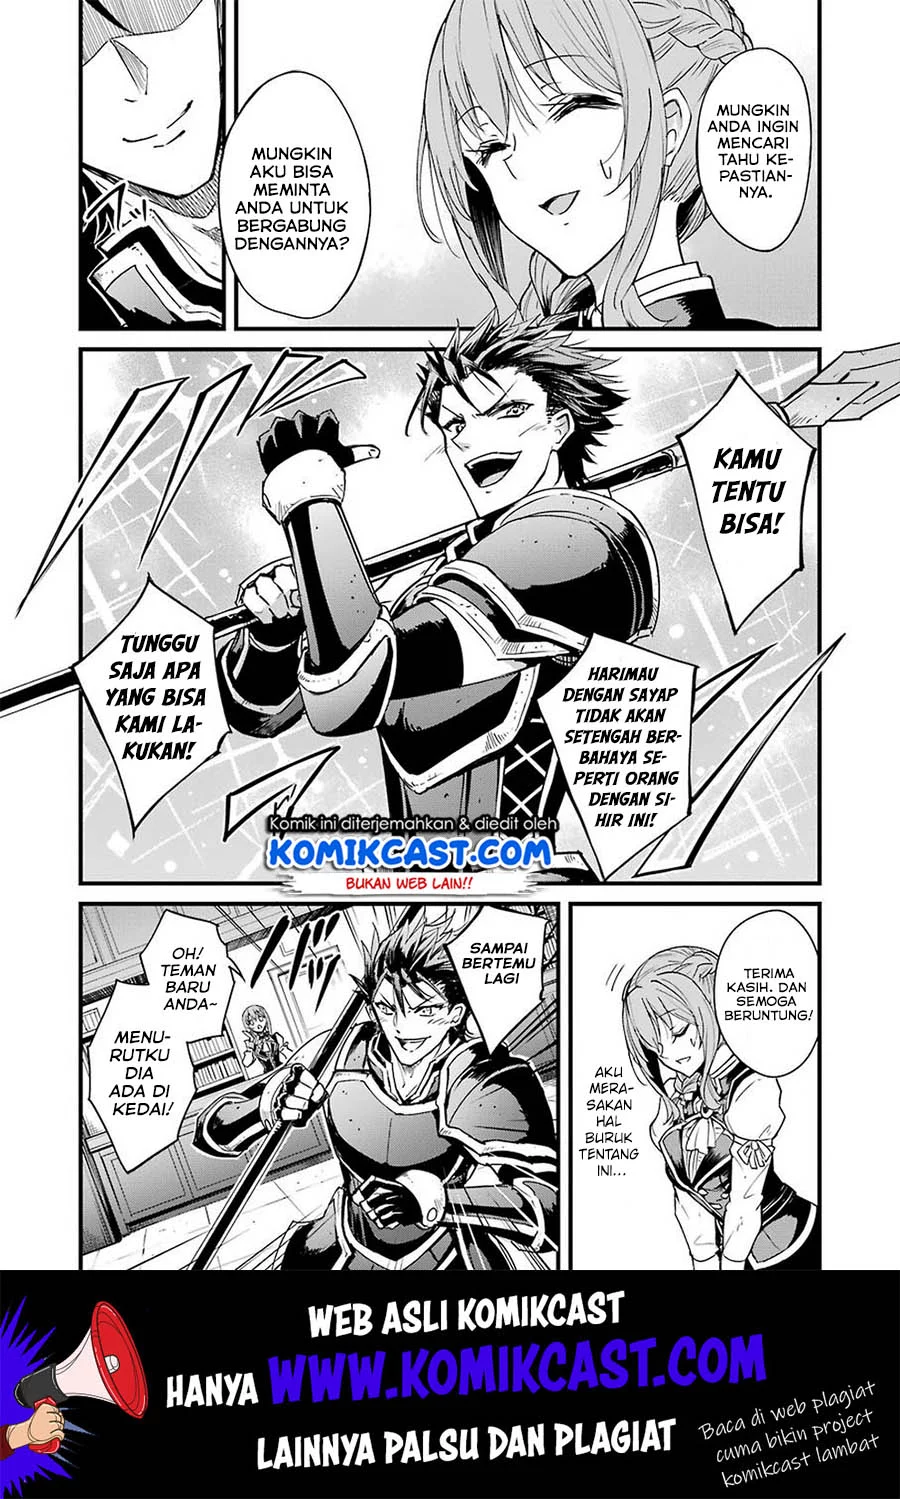 MUNGKIN
ANDA INGIN
MENCARI
TAHU KE-
PASTIAN-
NYA.
MUNGKIN
AKU BISA
MEMINTA
ANDA UNTUK
BERGABUNG
DENGANNYA?
KAMU
TENTU
BISA!
HARIMAU
DENGAN SAYAP
TIDAK AKAN
SETENGAH BER-
BAHAYA SE-
PERTI ORANG
DENGAN SI-
HIR INI!
TUNGGU
SAJA APA
YANG BISA
KAMI LA-
KUKAN!
Komik ini diterjemahkan & diedit oleh
KOMIKCAST.COM
BUKAN WEB LAIN!!
TERIMA
KASIH. DAN
SEMOGA
BERUNTUNG!
AKU
MERA-
SAKAN
HAL
BURUK
TENTANG
INI...
SAMPAI
BERTEMU
LAGI
OH!
TEMAN
BARU
ANDA~
MENU-
RUTKU
DIA
ADA DI
KEDAI!
WEB ASLI KOMIKCAST
HANYA WWW.KOMIKCAST.COM
LAINNYA PALSU DAN PLAGIAT
Baca di web plagiat
cuma bikin project
komikcast lambat